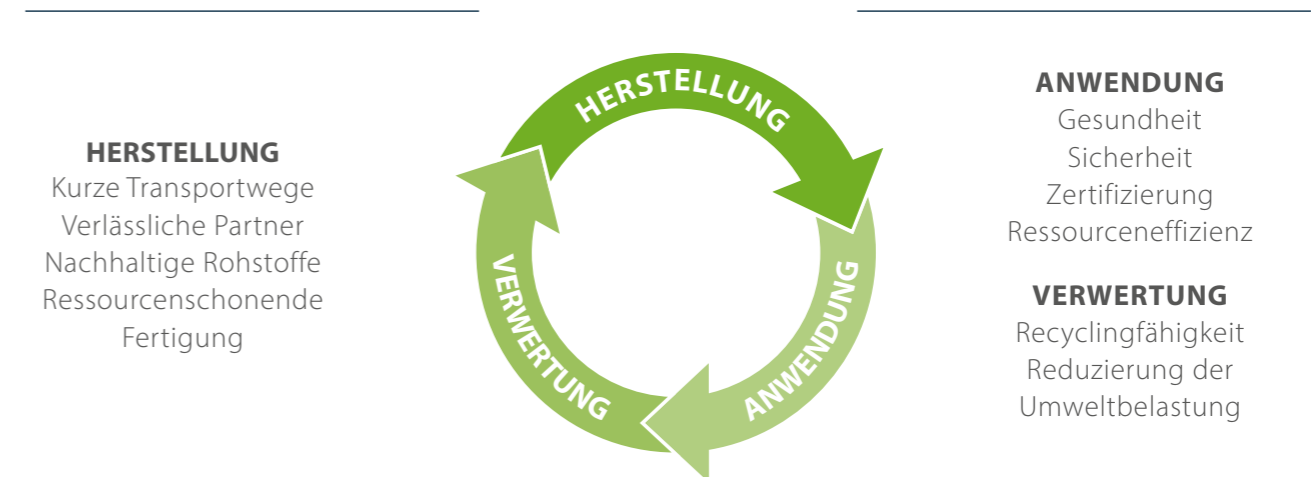 HERSTELLUNG
Kurze Transportwege
Verlässliche Partner
Nachhaltige Rohstoffe
Ressourcenschonende
Fertigung
HERSTELLUNG
ANWENDUNG
VERWERTUNG
ANWENDUNG
Gesundheit
Sicherheit
Zertifizierung
Ressourceneffizienz
VERWERTUNG
Recyclingfähigkeit
Reduzierung der
Umweltbelastung